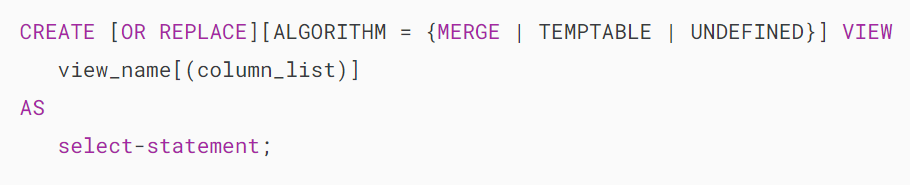 CREATE [OR REPLACE][ALGORITHM = {MERGE | TEMPTABLE | UNDEFINED}] VIEW
view_name[(column_list)]
AS
select-statement;